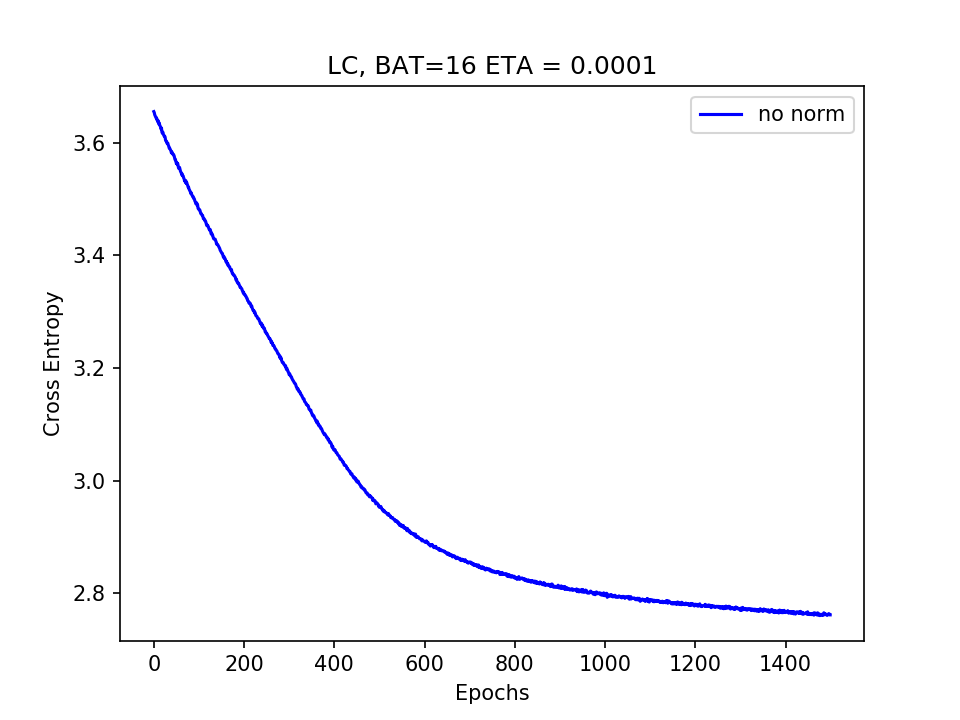 LC, BAT=16 ETA = 0.0001
no norm
3.6
3.4
3.2
3.0
2.8
Cross Entropy
0 200 400 600 800 1000 1200 1400
Epochs